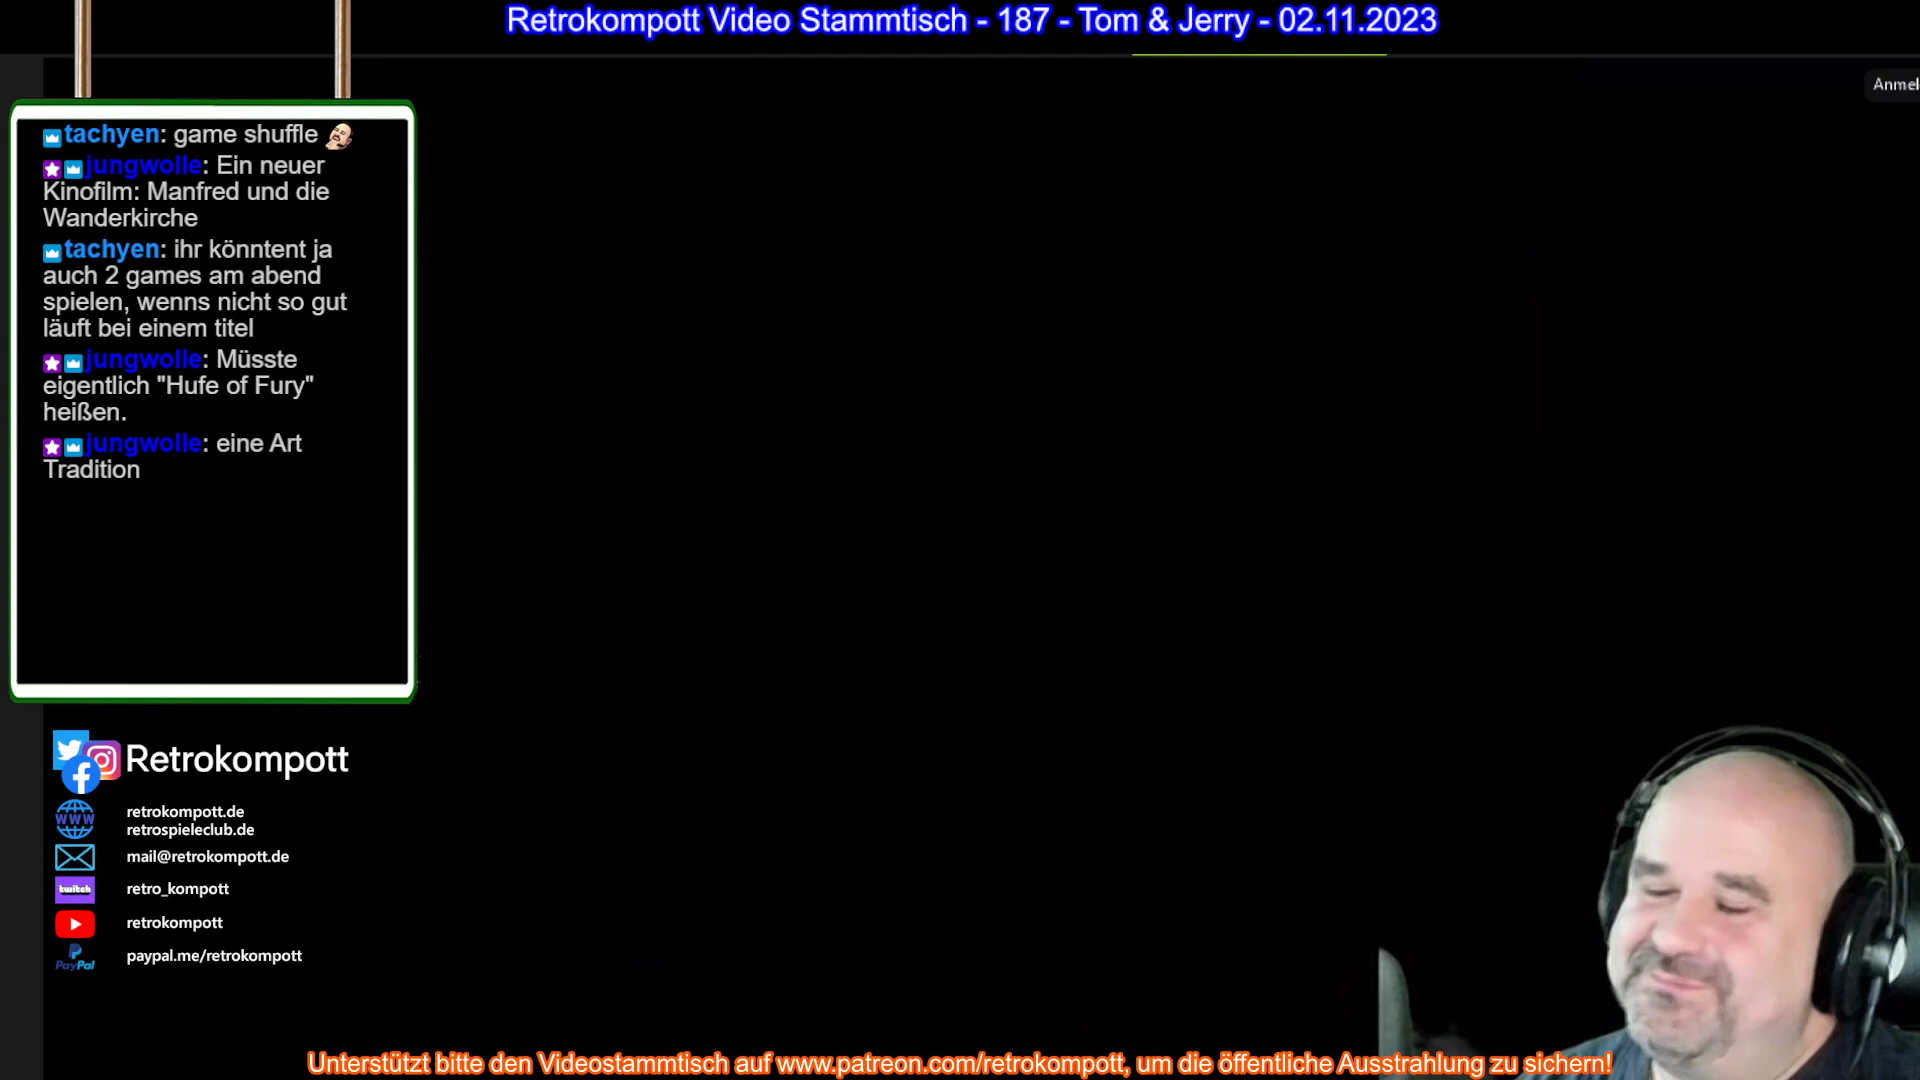 Retrokompott Video Stammtisch - 187 - Tom & Jerry - 02.11.2023
Anmel
tachyen: game shuffle
jungwolle: Ein neuer
Kinofilm: Manfred und die
Wanderkirche
tachyen: ihr könntent ja
auch 2 games am abend
spielen, wenns nicht so gut
läuft bei einem titel
jungwolle: Müsste
eigentlich "Hufe of Fury"
heißen.
jungwolle: eine Art
Tradition
Retrokompott
WWW
retrokompott.de
retrospieleclub.de
mail@retrokompott.de
twitch
retro_kompott
retrokompott
PayPal
paypal.me/retrokompott
Unterstützt bitte den Videostammtisch auf www.patreon.com/retrokompott, um die öffentliche Ausstrahlung zu sichern!